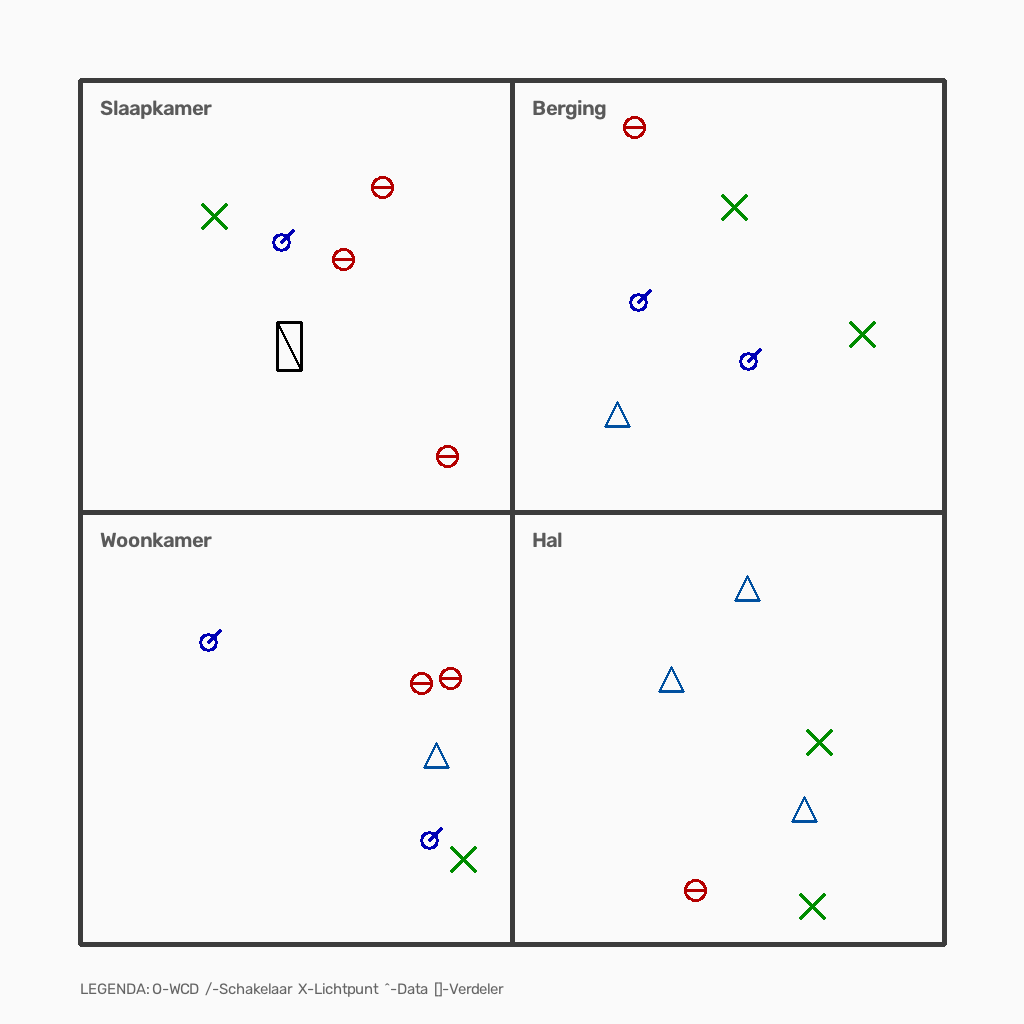 Slaapkamer
Berging
Woonkamer
Hal
LEGENDA: O-WCD /-Schakelaar X-Lichtpunt ^-Data []-Verdeler